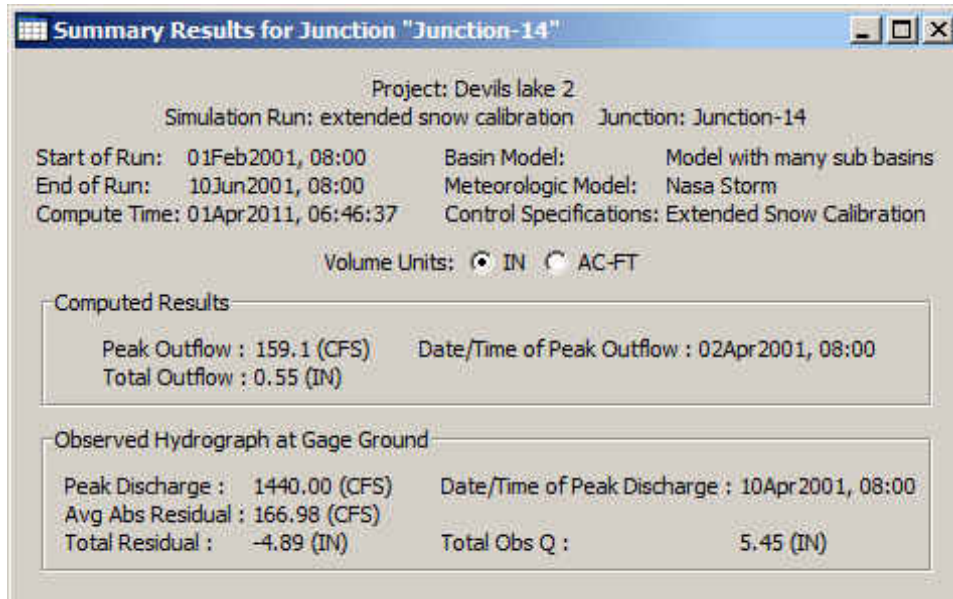 Summary Results for Junction "Junction-14"
Project: Devils lake 2
Simulation Run: extended snow calibration Junction: Junction-14
Start of Run: 01Feb2001, 08:00 Basin Model: Model with many sub basins
End of Run: 10Jun2001, 08:00 Meteorologic Model: Nasa Storm
Compute Time: 01Apr2011, 06:46:37 Control Specifications: Extended Snow Calibration
Volume Units: IN AC-FT
Computed Results
Peak Outflow : 159.1 (CFS) Date/Time of Peak Outflow : 02Apr2001, 08:00
Total Outflow : 0.55 (IN)
Observed Hydrograph at Gage Ground
Peak Discharge : 1440.00 (CFS) Date/Time of Peak Discharge : 10Apr2001, 08:00
Avg Abs Residual : 166.98 (CFS)
Total Residual : -4.89 (IN) Total Obs Q : 5.45 (IN)